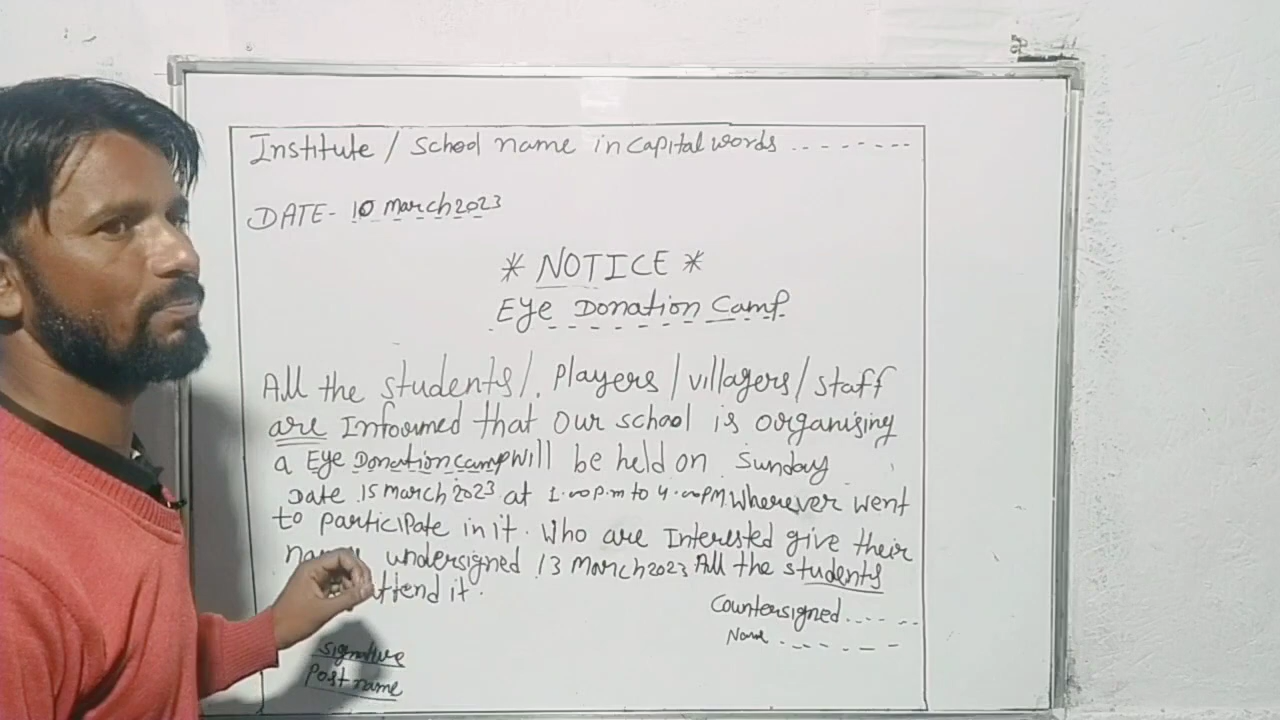 Institute / School name in capital words .........
DATE- 10 March 2023
* NOTICE *
Eye Donation Camp
All the students/. Players / villagers / staff
are Informed that Our school is organising
a Eye Donation camp will be held on Sunday
Date 15 March 2023 at 1.00 P.m to 4.00 PM Wherever went
to participate in it. Who are Interested give their
undersigned 13 March 2023 All the students
attend it.
Countersigned .... ..
Name . _ _ _ _ _
Signature
Post name